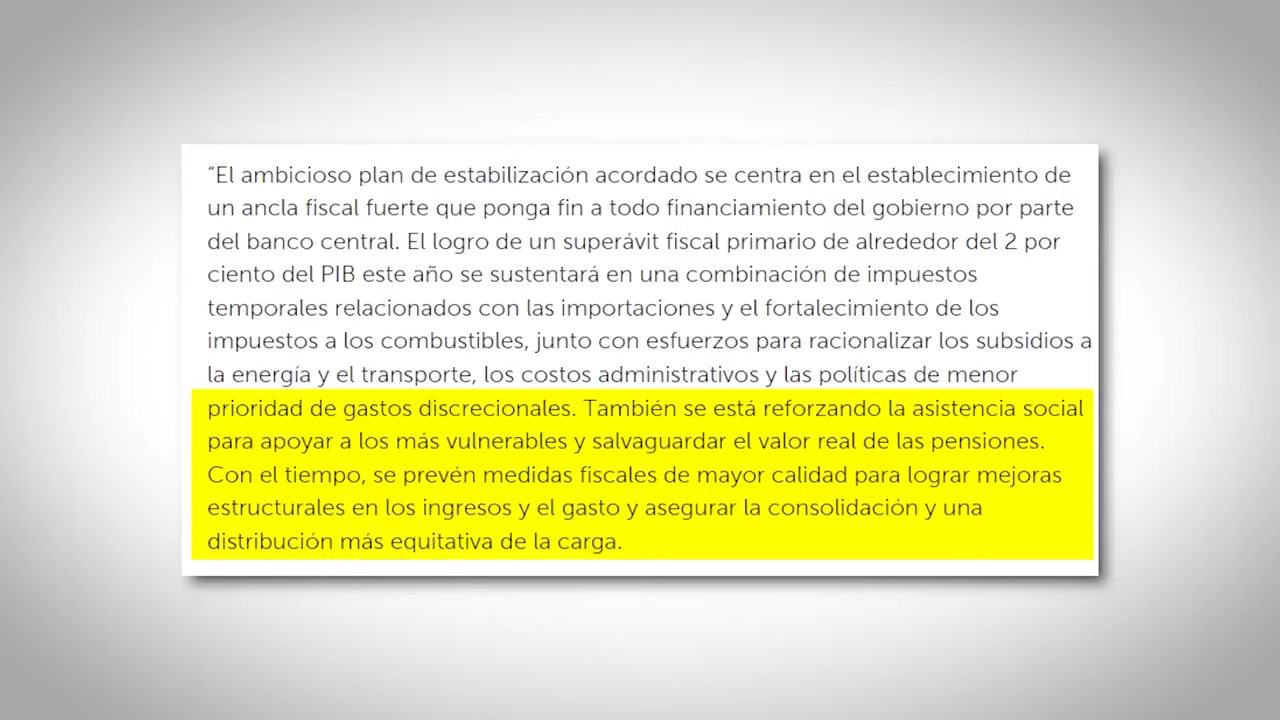 “El ambicioso plan de estabilización acordado se centra en el establecimiento de
un ancla fiscal fuerte que ponga fin a todo financiamiento del gobierno por parte
del banco central. El logro de un superávit fiscal primario de alrededor del 2 por
ciento del PIB este año se sustentará en una combinación de impuestos
temporales relacionados con las importaciones y el fortalecimiento de los
impuestos a los combustibles, junto con esfuerzos para racionalizar los subsidios a
la energía y el transporte, los costos administrativos y las políticas de menor
prioridad de gastos discrecionales. También se está reforzando la asistencia social
para apoyar a los más vulnerables y salvaguardar el valor real de las pensiones.
Con el tiempo, se prevén medidas fiscales de mayor calidad para lograr mejoras
estructurales en los ingresos y el gasto y asegurar la consolidación y una
distribución más equitativa de la carga.